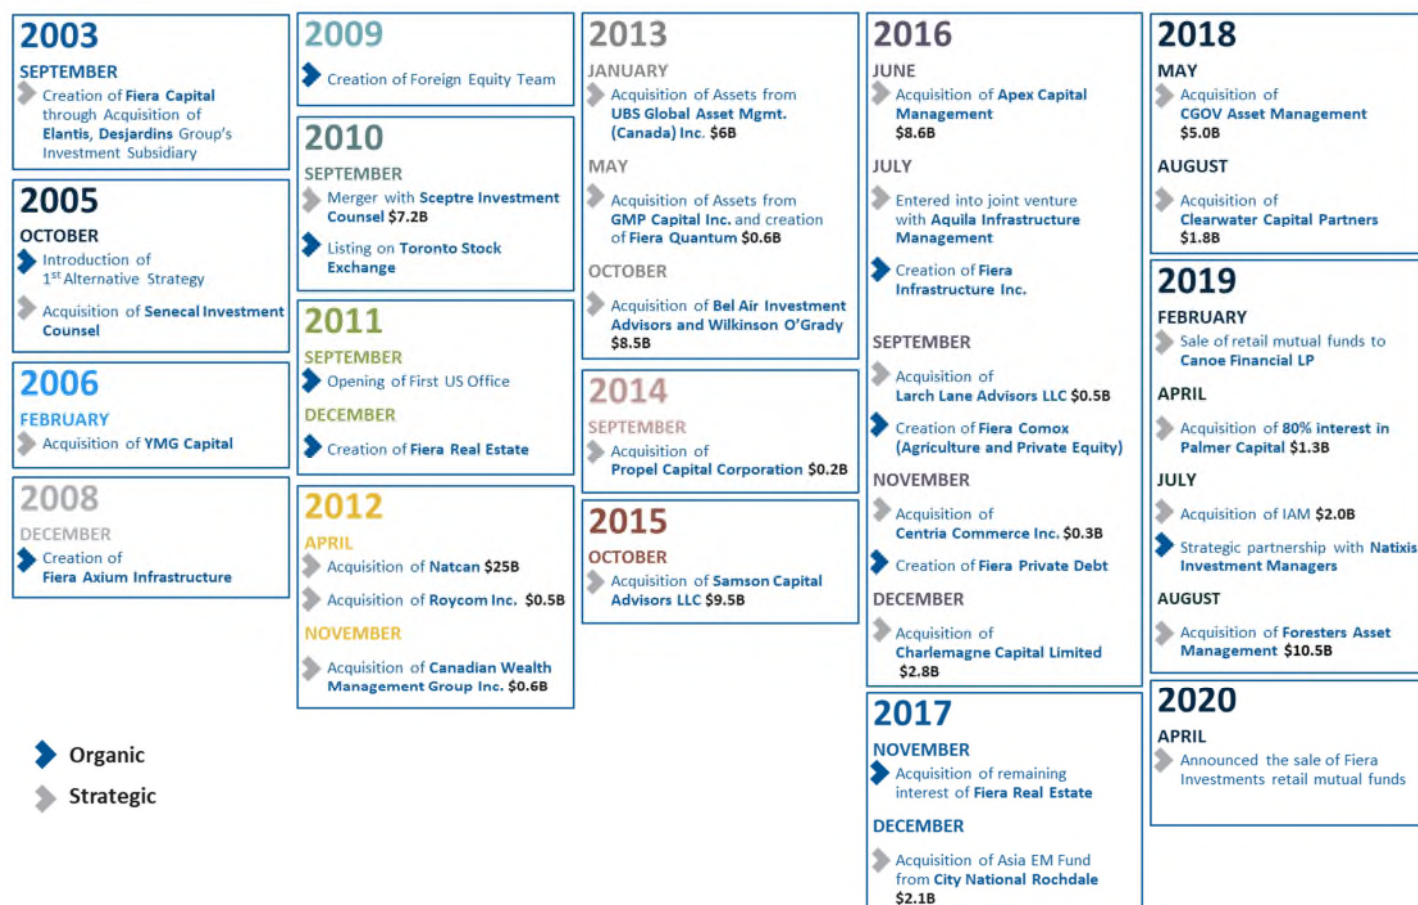 2003
SEPTEMBER
Creation of Fiera Capital
through Acquisition of
Elantis, Desjardins Group's
Investment Subsidiary
2005
OCTOBER
Introduction of
1st Alternative Strategy
Acquisition of Senecal Investment
Counsel
2006
FEBRUARY
Acquisition of YMG Capital
2008
DECEMBER
Creation of
Fiera Axium Infrastructure
2009
Creation of Foreign Equity Team
2010
SEPTEMBER
Merger with Sceptre Investment
Counsel $7.2B
Listing on Toronto Stock
Exchange
2011
SEPTEMBER
Opening of First US Office
DECEMBER
Creation of Fiera Real Estate
2012
APRIL
Acquisition of Natcan $25B
Acquisition of Roycom Inc. $0.5B
NOVEMBER
Acquisition of Canadian Wealth
Management Group Inc. $0.6B
2013
JANUARY
Acquisition of Assets from
UBS Global Asset Mgmt.
(Canada) Inc. $6B
MAY
Acquisition of Assets from
GMP Capital Inc. and creation
of Fiera Quantum $0.6B
OCTOBER
Acquisition of Bel Air Investment
Advisors and Wilkinson O'Grady
$8.5B
2014
SEPTEMBER
Acquisition of
Propel Capital Corporation $0.2B
2015
OCTOBER
Acquisition of Samson Capital
Advisors LLC $9.5B
2016
JUNE
Acquisition of Apex Capital
Management
$8.6B
JULY
Entered into joint venture
with Aquila Infrastructure
Management
Creation of Fiera
Infrastructure Inc.
SEPTEMBER
Acquisition of
Larch Lane Advisors LLC $0.5B
Creation of Fiera Comox
(Agriculture and Private Equity)
NOVEMBER
Acquisition of
Centria Commerce Inc. $0.3B
Creation of Fiera Private Debt
DECEMBER
Acquisition of
Charlemagne Capital Limited
$2.8B
2017
NOVEMBER
Acquisition of remaining
interest of Fiera Real Estate
DECEMBER
Acquisition of Asia EM Fund
from City National Rochdale
$2.1B
2018
MAY
Acquisition of
CGOV Asset Management
$5.0B
AUGUST
Acquisition of
Clearwater Capital Partners
$1.8B
2019
FEBRUARY
Sale of retail mutual funds to
Canoe Financial LP
APRIL
Acquisition of 80% interest in
Palmer Capital $1.3B
JULY
Acquisition of IAM $2.0B
Strategic partnership with Natixis
Investment Managers
AUGUST
Acquisition of Foresters Asset
Management $10.5B
2020
APRIL
Announced the sale of Fiera
Investments retail mutual funds
Organic
Strategic